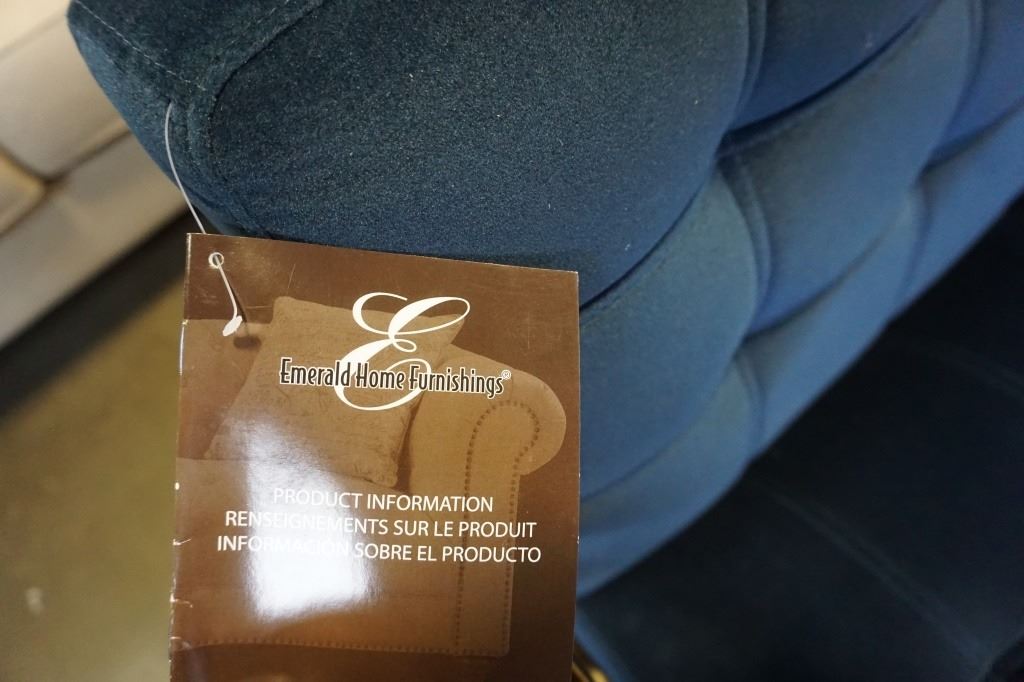 E
Emerald Home Furnishings®
PRODUCT INFORMATION
RENSEIGNEMENTS SUR LE PRODUIT
INFORMACIÓN SOBRE EL PRODUCTO